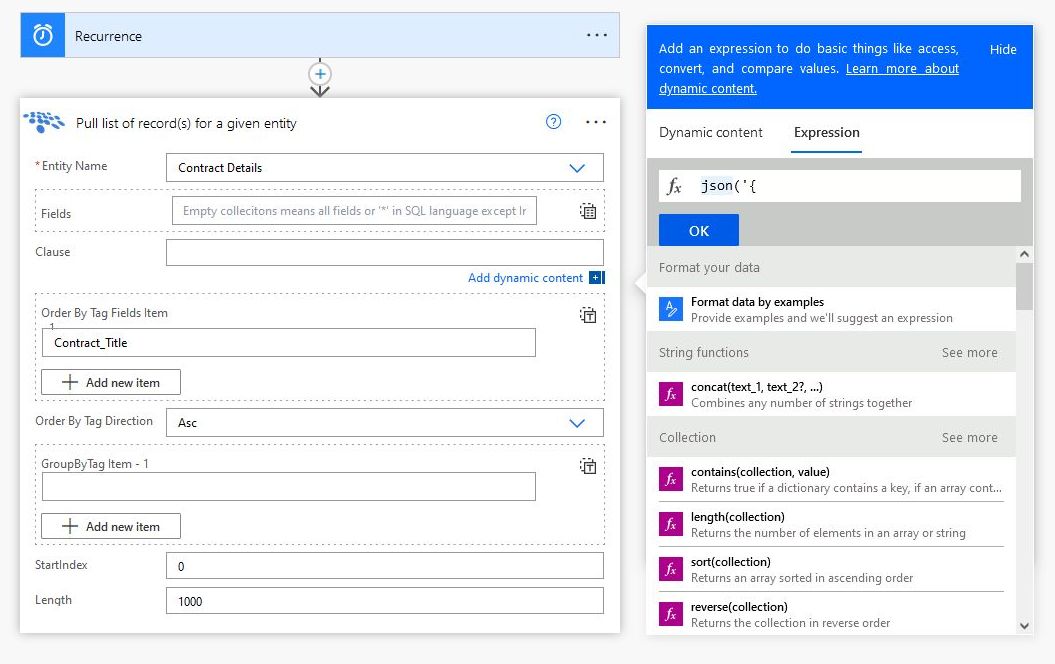 Recurrence
Pull list of record(s) for a given entity
* Entity Name
Contract Details
Fields
Empty collecitons means all fields or '*' in SQL language except Ir
Clause
Add dynamic content
Order By Tag Fields Item
- 1
Contract_Title
Add new item
Order By Tag Direction
Asc
GroupByTag Item - 1
Add new item
StartIndex
0
Length
1000
Add an expression to do basic things like access,
convert, and compare values. Learn more about
dynamic content.
Hide
Dynamic content
Expression
fx json('{
OK
Format your data
Format data by examples
Provide examples and we'll suggest an expression
String functions
See more
fx
concat(text_1, text_2?, ...)
Combines any number of strings together
Collection
See more
fx
contains(collection, value)
Returns true if a dictionary contains a key, if an array cont...
fx
length(collection)
Returns the number of elements in an array or string
fx
sort(collection)
Returns an array sorted in ascending order
fx
reverse(collection)
Returns the collection in reverse order